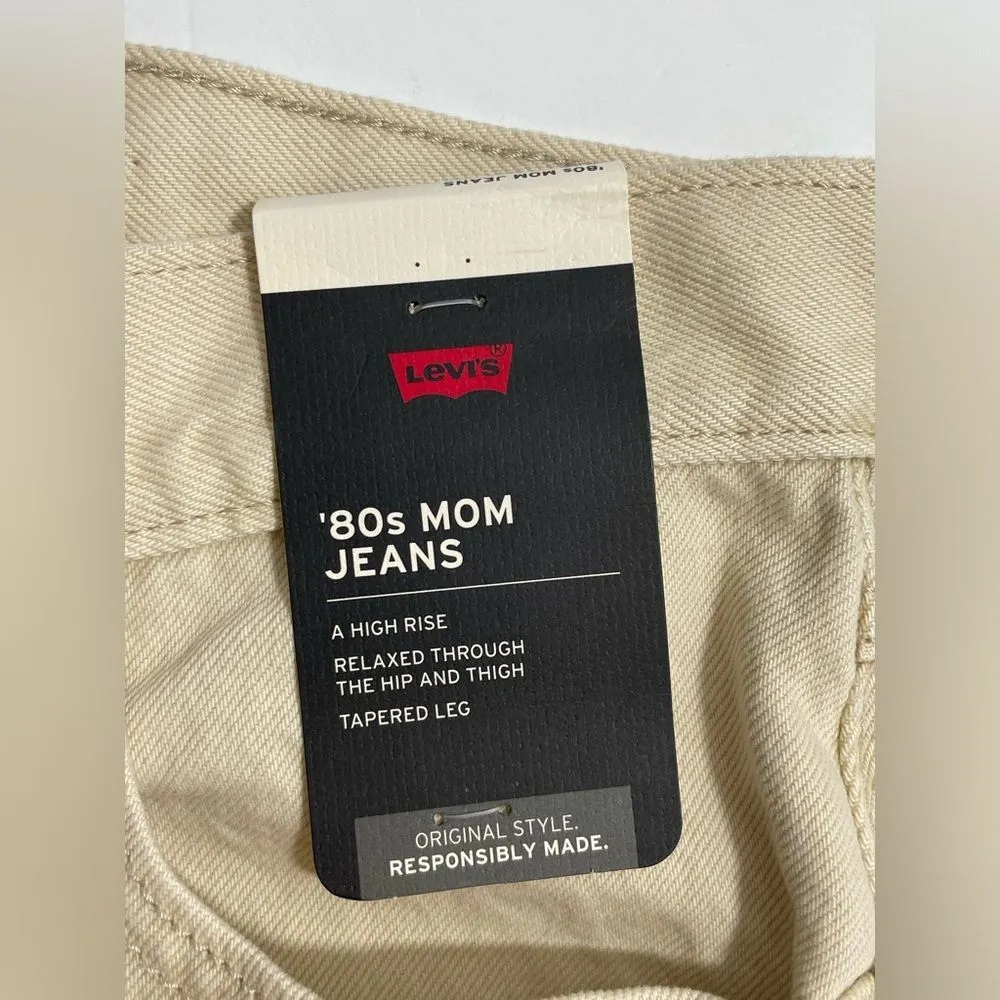 '80s MOM JEANS
Levi's®
'80s MOM
JEANS
A HIGH RISE
RELAXED THROUGH
THE HIP AND THIGH
TAPERED LEG
ORIGINAL STYLE.
RESPONSIBLY MADE.